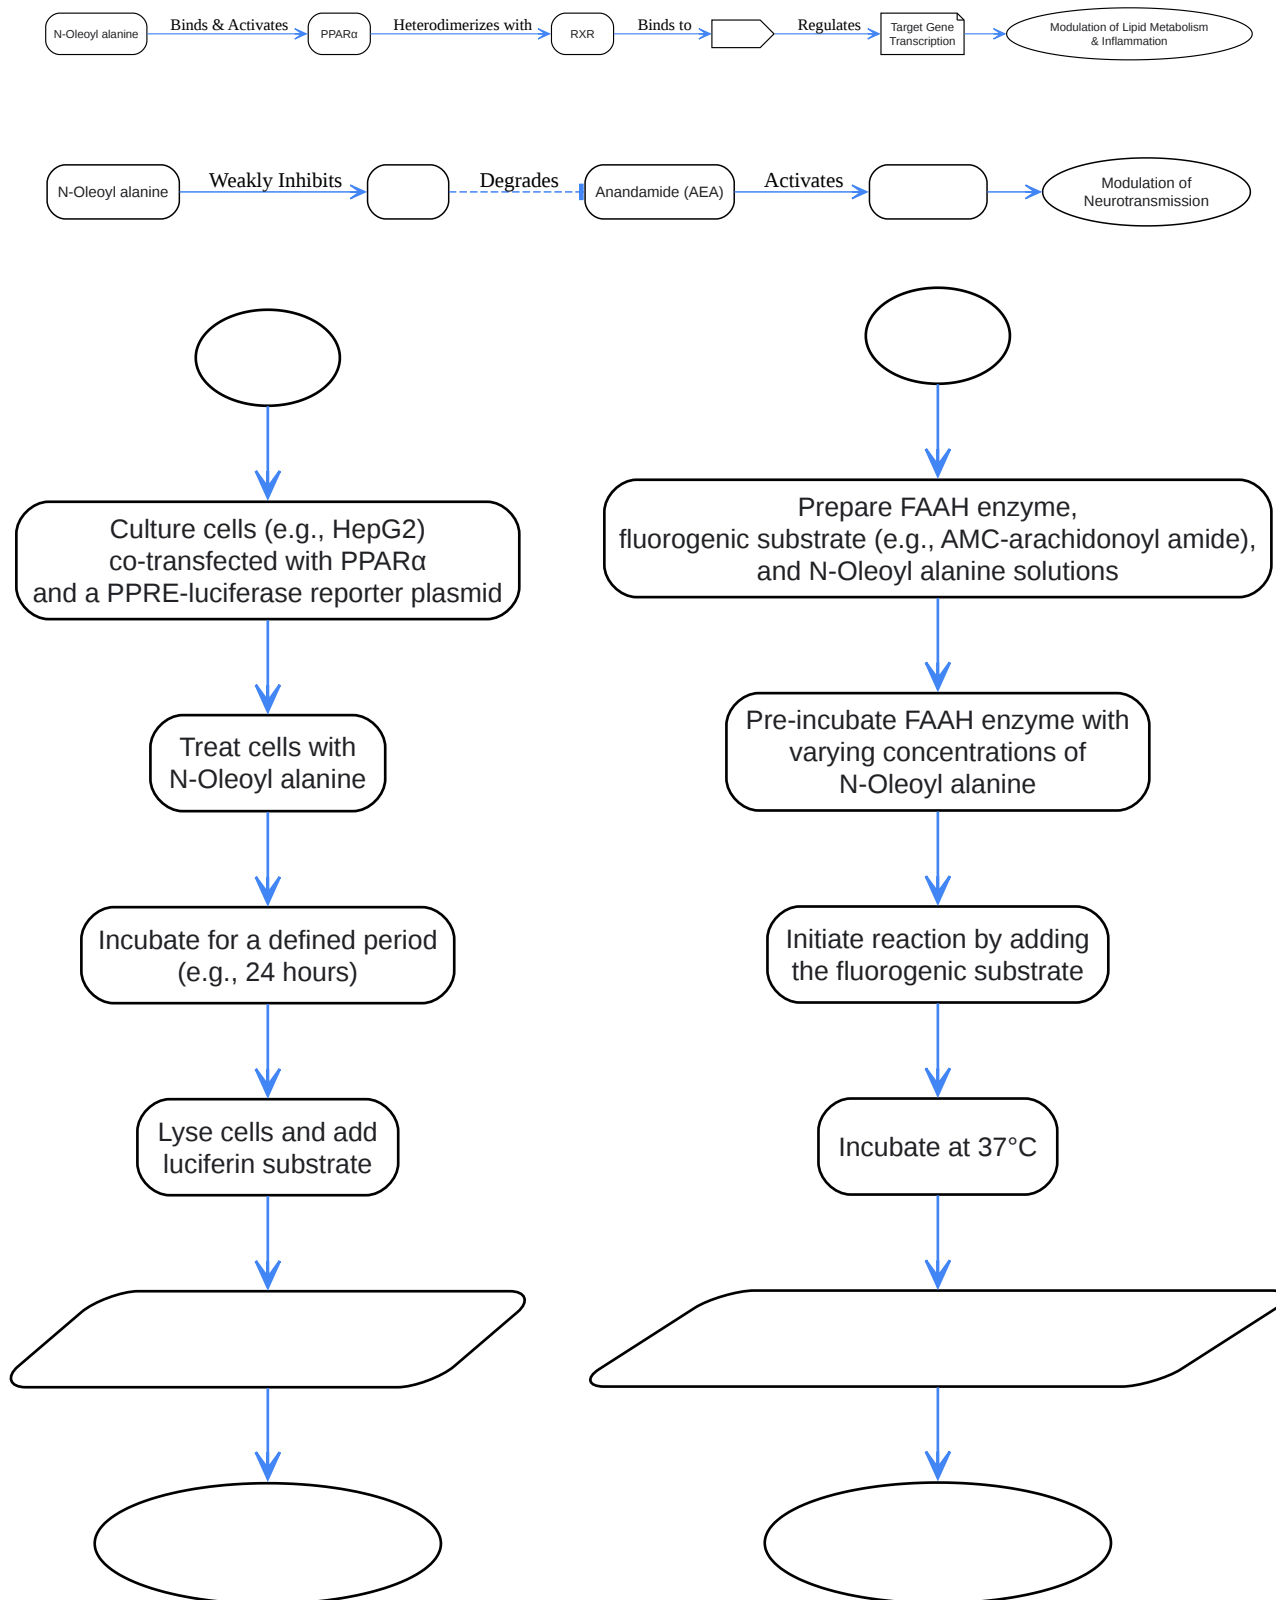 N-Oleoyl alanine
Binds & Activates
PPARα
Heterodimerizes with
RXR
Binds to
Regulates
Target Gene
Transcription
Modulation of Lipid Metabolism
& Inflammation
N-Oleoyl alanine
Weakly Inhibits
Degrades
Anandamide (AEA)
Activates
Modulation of
Neurotransmission
Culture cells (e.g., HepG2)
co-transfected with PPARα
and a PPRE-luciferase reporter plasmid
Treat cells with
N-Oleoyl alanine
Incubate for a defined period
(e.g., 24 hours)
Lyse cells and add
luciferin substrate
Prepare FAAH enzyme,
fluorogenic substrate (e.g., AMC-arachidonoyl amide),
and N-Oleoyl alanine solutions
Pre-incubate FAAH enzyme with
varying concentrations of
N-Oleoyl alanine
Initiate reaction by adding
the fluorogenic substrate
Incubate at 37°C